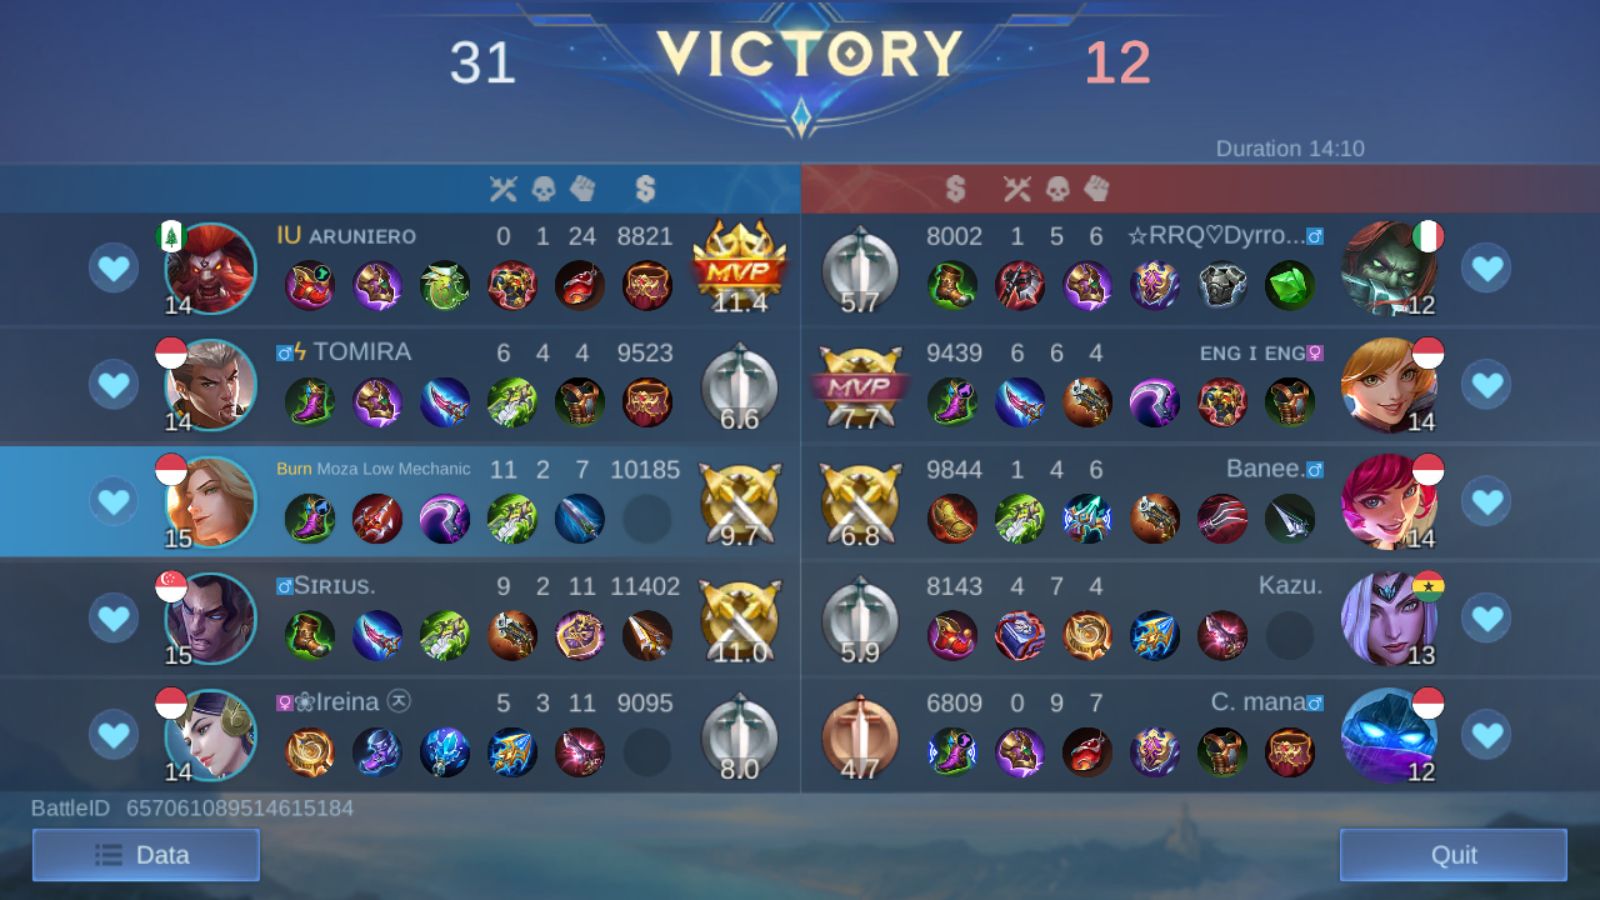 31 VICTORY 12
Duration 14:10
IU ARUNIERO 0 1 24 8821
14
MVP 11.4
TOMIRA 6 4 4 9523
14
6.6
Burn Moza Low Mechanic 11 2 7 10185
15
9.7
SIRIUS. 9 2 11 11402
15
11.0
❀Ireina 5 3 11 9095
14
8.0
8002 1 5 6 ☆RRQ♡Dyrro...♂
5.7
12
9439 6 6 4 ENG I ENG♀
MVP 7.7
14
9844 1 4 6 Banee.♂
6.8
14
8143 4 7 4 Kazu.
5.9
13
6809 0 9 7 C. mana♂
4.7
12
BattleID 657061089514615184
Data
Quit